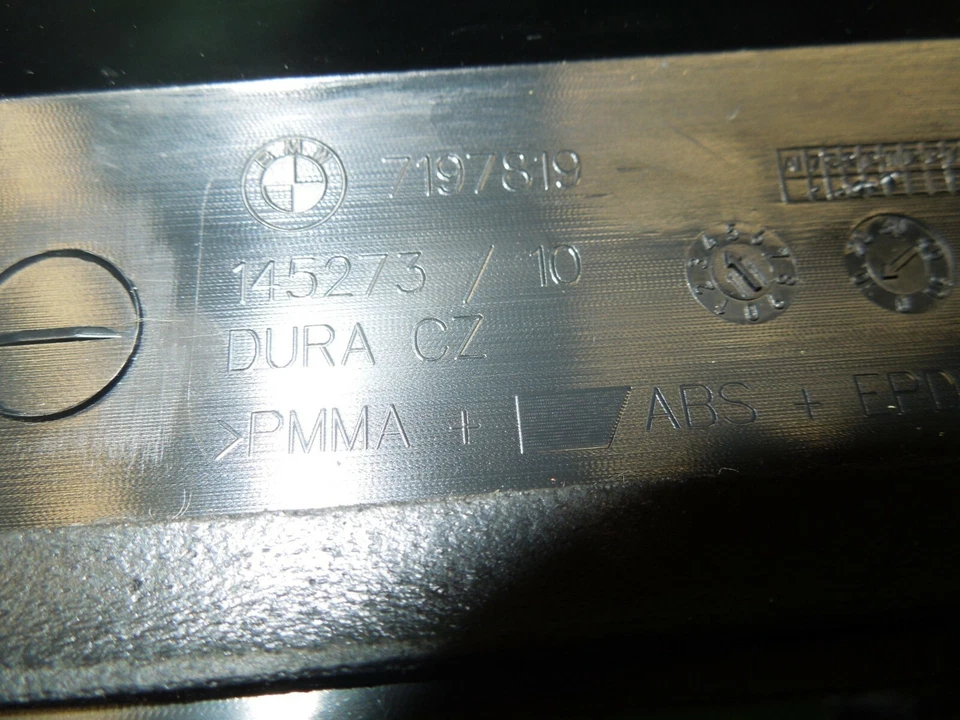 BMW 7197819
145273 / 10
DURA CZ
>PMMA + ABS + EPD